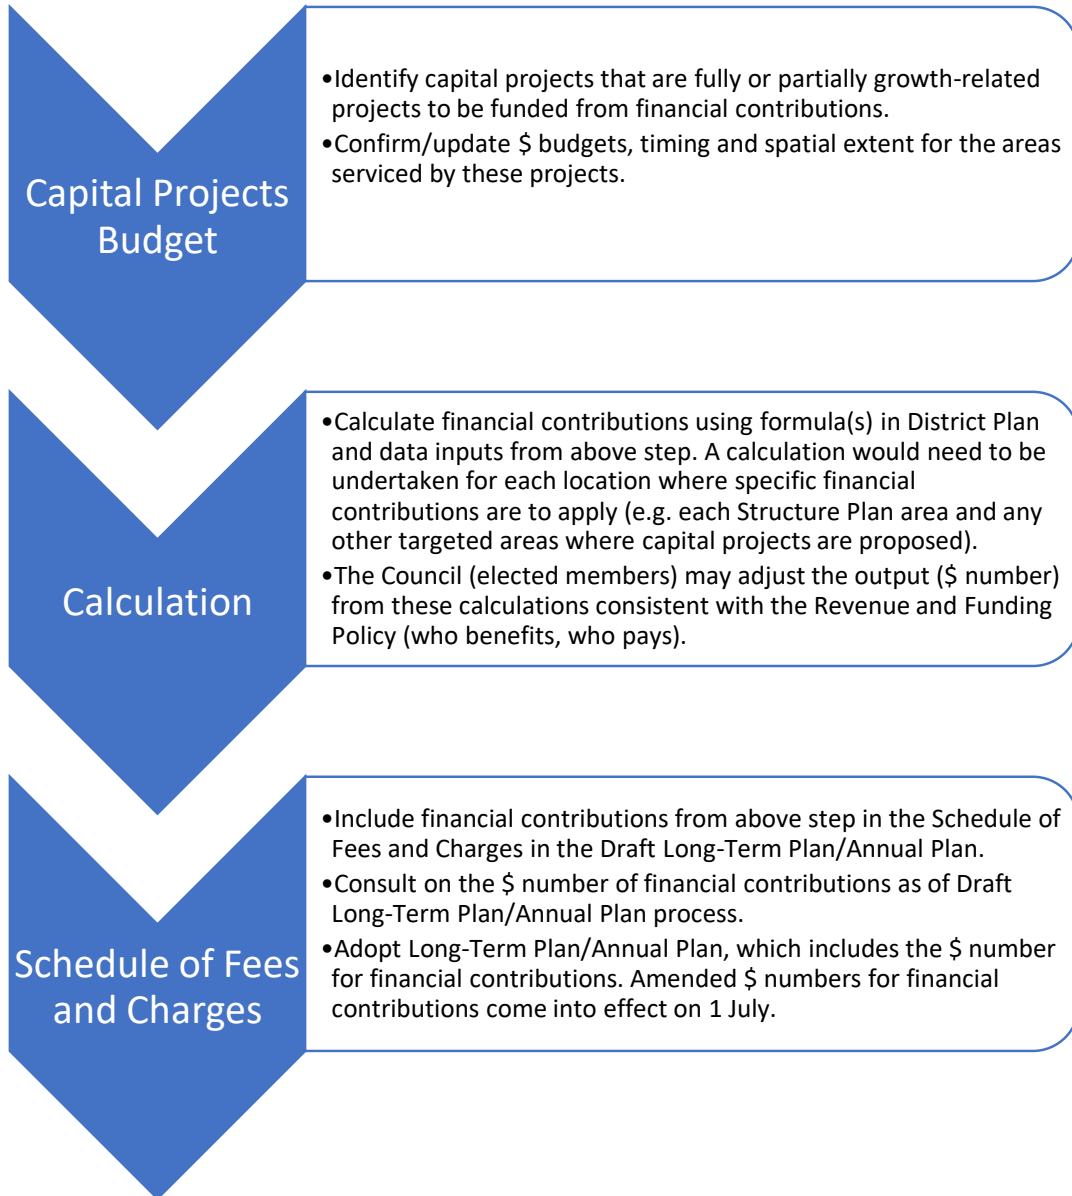 Capital Projects
Budget
•Identify capital projects that are fully or partially growth-related
projects to be funded from financial contributions.
•Confirm/update $ budgets, timing and spatial extent for the areas
serviced by these projects.
Calculation
•Calculate financial contributions using formula(s) in District Plan
and data inputs from above step. A calculation would need to be
undertaken for each location where specific financial
contributions are to apply (e.g. each Structure Plan area and any
other targeted areas where capital projects are proposed).
•The Council (elected members) may adjust the output ($ number)
from these calculations consistent with the Revenue and Funding
Policy (who benefits, who pays).
Schedule of Fees
and Charges
•Include financial contributions from above step in the Schedule of
Fees and Charges in the Draft Long-Term Plan/Annual Plan.
•Consult on the $ number of financial contributions as of Draft
Long-Term Plan/Annual Plan process.
•Adopt Long-Term Plan/Annual Plan, which includes the $ number
for financial contributions. Amended $ numbers for financial
contributions come into effect on 1 July.